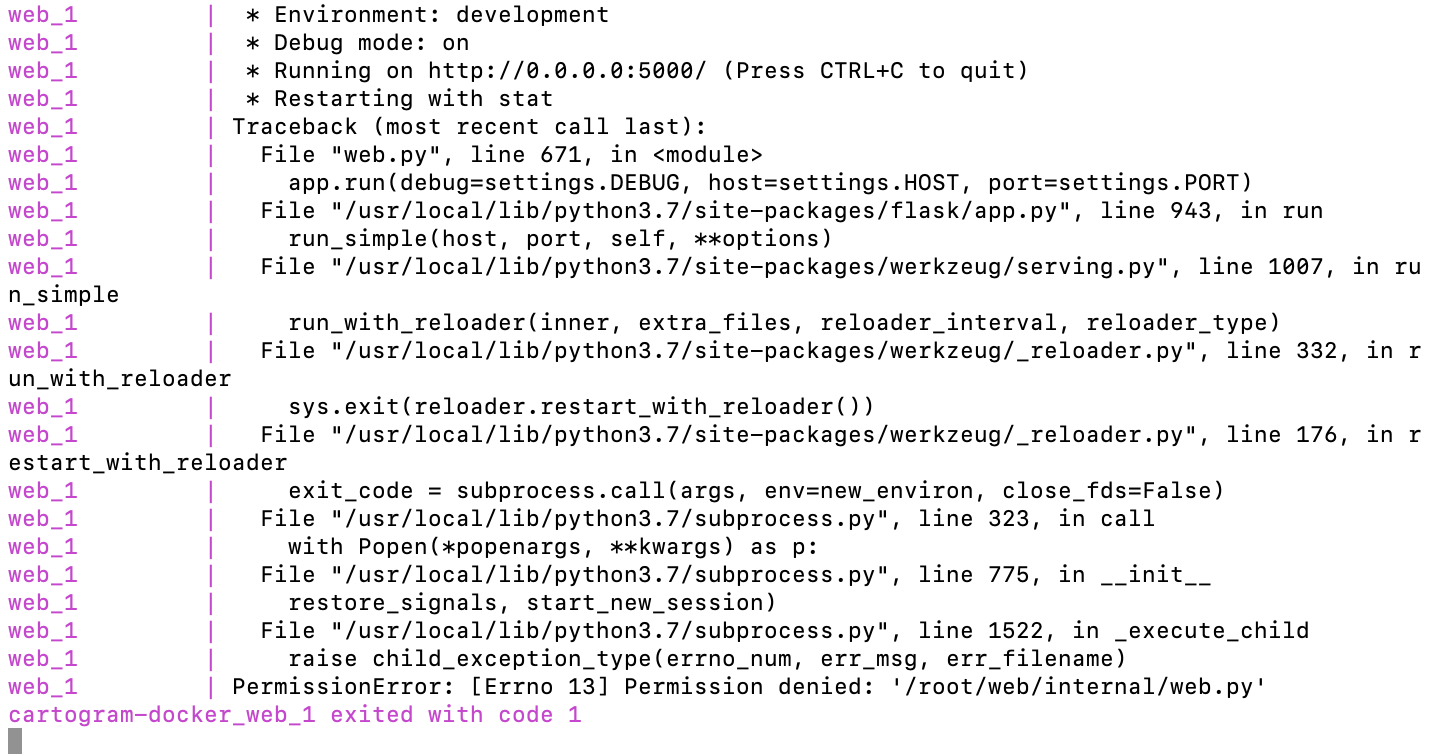 web_1         |  * Environment: development
web_1         |  * Debug mode: on
web_1         |  * Running on http://0.0.0.0:5000/ (Press CTRL+C to quit)
web_1         |  * Restarting with stat
web_1         | Traceback (most recent call last):
web_1         |   File "web.py", line 671, in <module>
web_1         |     app.run(debug=settings.DEBUG, host=settings.HOST, port=settings.PORT)
web_1         |   File "/usr/local/lib/python3.7/site-packages/flask/app.py", line 943, in run
web_1         |     run_simple(host, port, self, **options)
web_1         |   File "/usr/local/lib/python3.7/site-packages/werkzeug/serving.py", line 1007, in ru
n_simple
web_1         |     run_with_reloader(inner, extra_files, reloader_interval, reloader_type)
web_1         |   File "/usr/local/lib/python3.7/site-packages/werkzeug/_reloader.py", line 332, in r
un_with_reloader
web_1         |     sys.exit(reloader.restart_with_reloader())
web_1         |   File "/usr/local/lib/python3.7/site-packages/werkzeug/_reloader.py", line 176, in r
estart_with_reloader
web_1         |     exit_code = subprocess.call(args, env=new_environ, close_fds=False)
web_1         |   File "/usr/local/lib/python3.7/subprocess.py", line 323, in call
web_1         |     with Popen(*popenargs, **kwargs) as p:
web_1         |   File "/usr/local/lib/python3.7/subprocess.py", line 775, in __init__
web_1         |     restore_signals, start_new_session)
web_1         |   File "/usr/local/lib/python3.7/subprocess.py", line 1522, in _execute_child
web_1         |     raise child_exception_type(errno_num, err_msg, err_filename)
web_1         | PermissionError: [Errno 13] Permission denied: '/root/web/internal/web.py'
cartogram-docker_web_1 exited with code 1